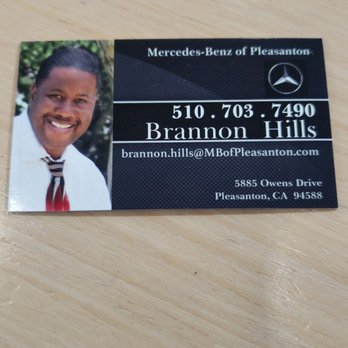 Mercedes-Benz of Pleasanton
510 . 703 . 7490
Brannon Hills
brannon.hills@MBofPleasanton.com
5885 Owens Drive
Pleasanton, CA 94588